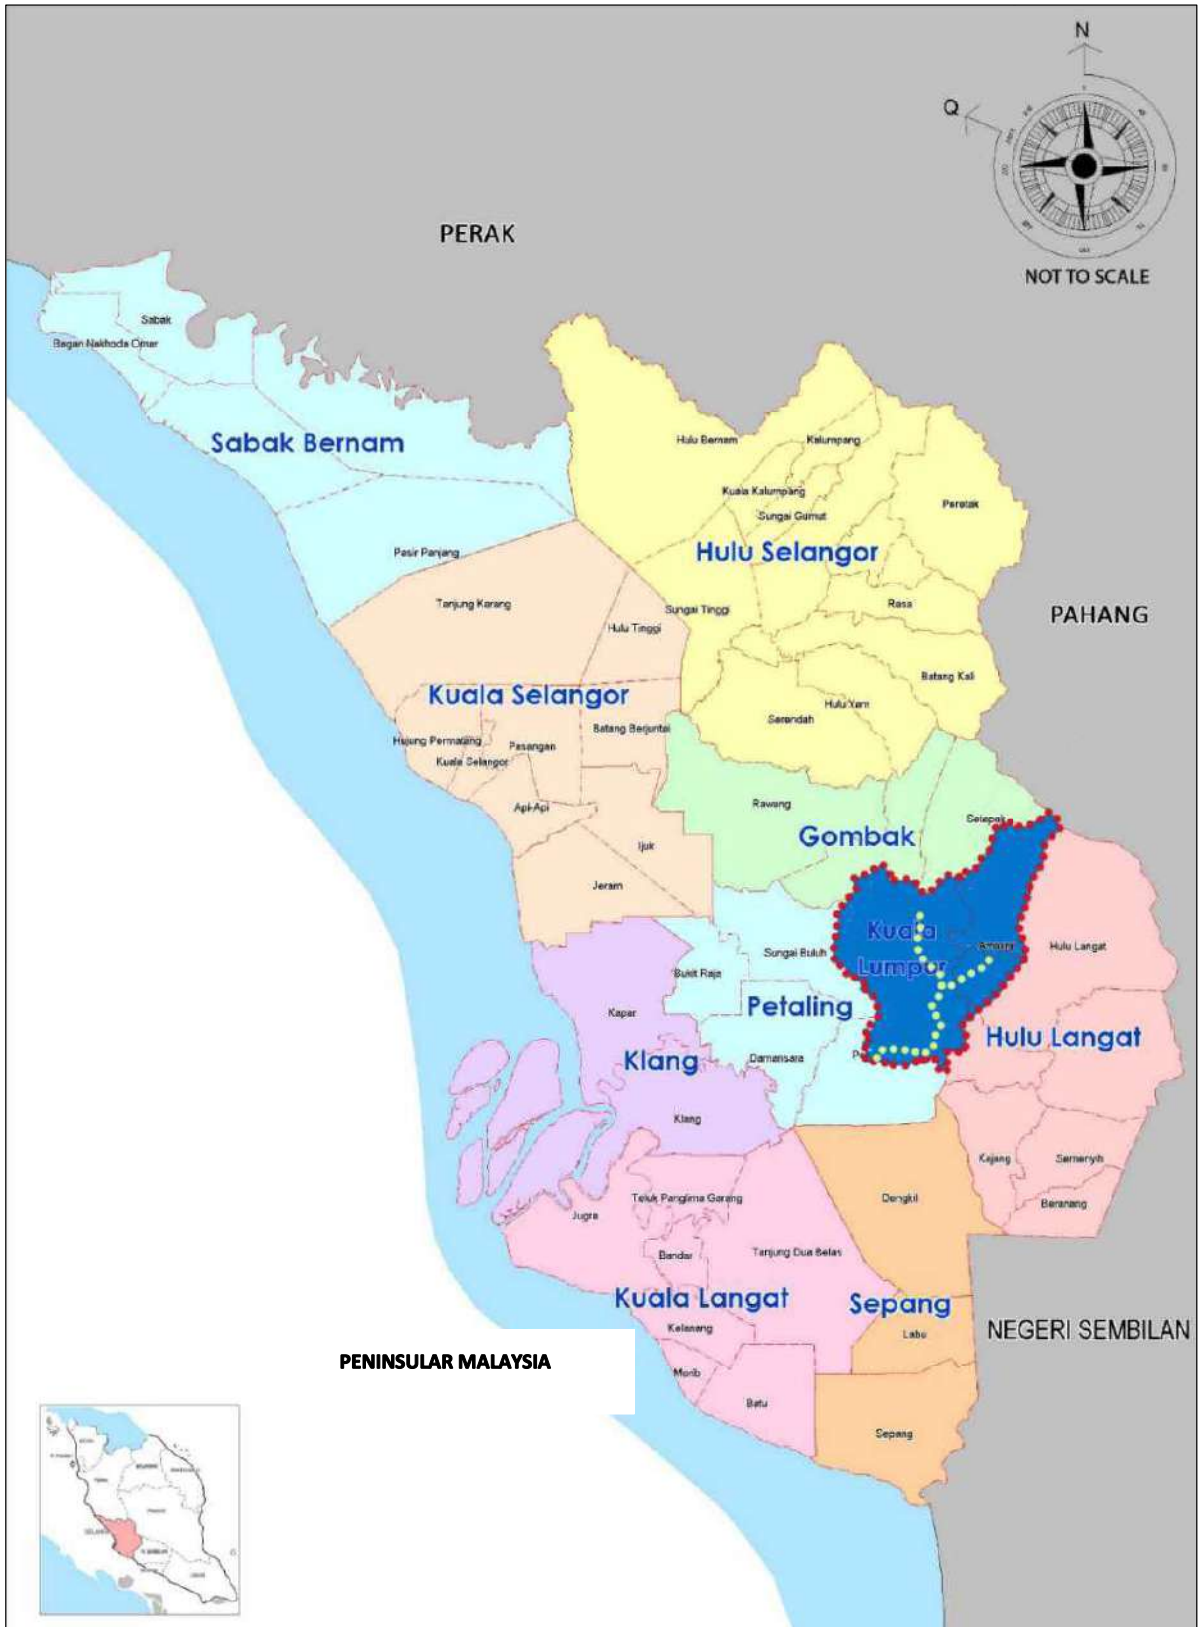 N
Q
NOT TO SCALE
PERAK
Sabak
Bagan Nakhoda Omar
Sabak Bernam
Hulu Bernam
Kalumpang
Kuala Kalumpang
Peretak
Sungai Gumut
Hulu Selangor
Pasir Panjang
Tanjung Karang
Sungai Tinggi
Rasa
Hulu Tinggi
PAHANG
Batang Kali
Kuala Selangor
Hulu Yam
Serendah
Batang Berjuntai
Hujung Permatang
Pasangan
Kuala Selangor
Api-Api
Rawang
Setapak
Gombak
Ijuk
Jeram
Kuala
Lumpur
Ampang
Hulu Langat
Sungai Buluh
Bukit Raja
Petaling
Kapar
Hulu Langat
Klang
Damansara
Klang
Kajang
Semenyih
Teluk Panglima Garang
Dengkil
Beranang
Jugra
Bandar
Tanjung Dua Belas
Kuala Langat
Sepang
Kelanang
Labu
NEGERI SEMBILAN
PENINSULAR MALAYSIA
Morib
Batu
Sepang